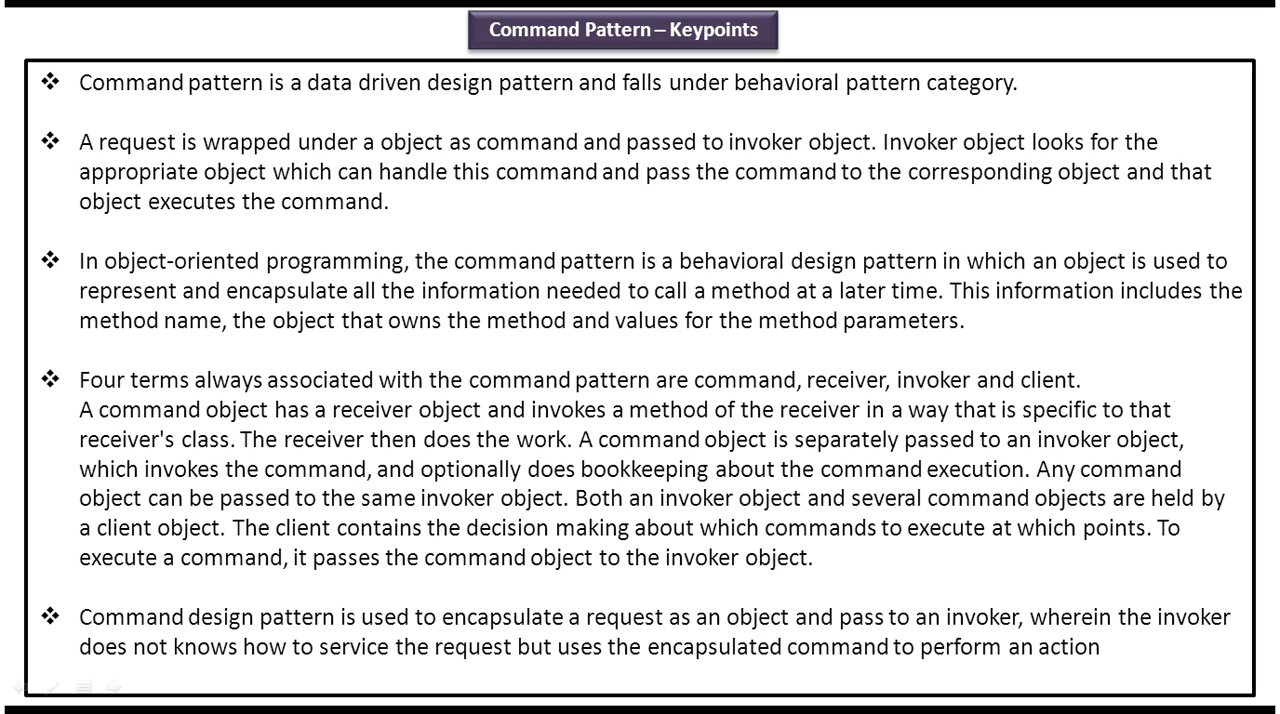 Command Pattern – Keypoints
❖ Command pattern is a data driven design pattern and falls under behavioral pattern category.
❖ A request is wrapped under a object as command and passed to invoker object. Invoker object looks for the
appropriate object which can handle this command and pass the command to the corresponding object and that
object executes the command.
❖ In object-oriented programming, the command pattern is a behavioral design pattern in which an object is used to
represent and encapsulate all the information needed to call a method at a later time. This information includes the
method name, the object that owns the method and values for the method parameters.
❖ Four terms always associated with the command pattern are command, receiver, invoker and client.
A command object has a receiver object and invokes a method of the receiver in a way that is specific to that
receiver's class. The receiver then does the work. A command object is separately passed to an invoker object,
which invokes the command, and optionally does bookkeeping about the command execution. Any command
object can be passed to the same invoker object. Both an invoker object and several command objects are held by
a client object. The client contains the decision making about which commands to execute at which points. To
execute a command, it passes the command object to the invoker object.
❖ Command design pattern is used to encapsulate a request as an object and pass to an invoker, wherein the invoker
does not knows how to service the request but uses the encapsulated command to perform an action